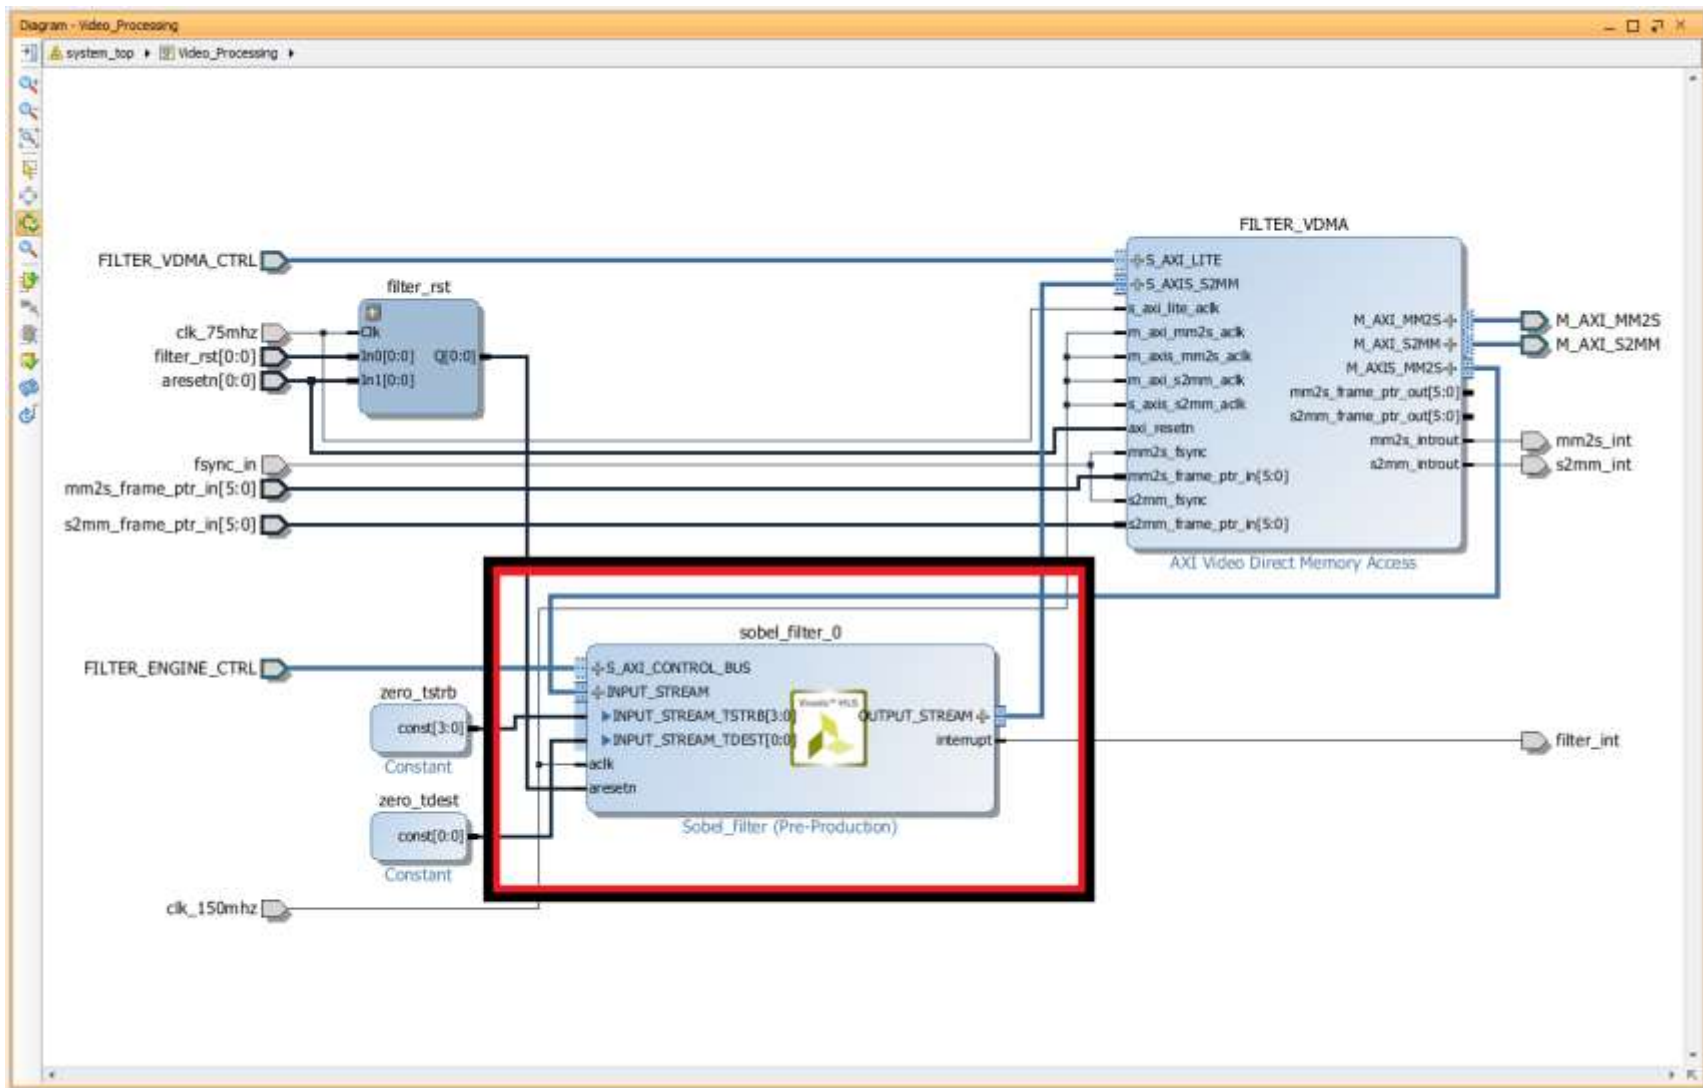 Diagram - Video_Processing
system_top Video_Processing
FILTER_VDMA
FILTER_VDMA_CTRL
S_AXI_LITE
S_AXIS_S2MM
filter_rst
s_axi_lite_aclk
clk_75mhz
Clk
m_axi_mm2s_aclk
M_AXI_MM2S
M_AXI_MM2S
filter_rst[0:0]
In0[0:0]
Q[0:0]
m_axis_mm2s_aclk
M_AXI_S2MM
M_AXI_S2MM
aresetn[0:0]
In1[0:0]
m_axi_s2mm_aclk
M_AXIS_MM2S
s_axis_s2mm_aclk
mm2s_frame_ptr_out[5:0]
axi_resetn
s2mm_frame_ptr_out[5:0]
mm2s_fsync
mm2s_introut
mm2s_int
fsync_in
mm2s_frame_ptr_in[5:0]
s2mm_introut
s2mm_int
mm2s_frame_ptr_in[5:0]
s2mm_fsync
s2mm_frame_ptr_in[5:0]
s2mm_frame_ptr_in[5:0]
AXI Video Direct Memory Access
sobel_filter_0
FILTER_ENGINE_CTRL
S_AXI_CONTROL_BUS
zero_tstrb
INPUT_STREAM
Vivado™ HLS
const[3:0]
INPUT_STREAM_TSTRB[3:0]
OUTPUT_STREAM
INPUT_STREAM_TDEST[0:0]
interrupt
filter_int
Constant
aclk
zero_tdest
aresetn
const[0:0]
Sobel_filter (Pre-Production)
Constant
clk_150mhz